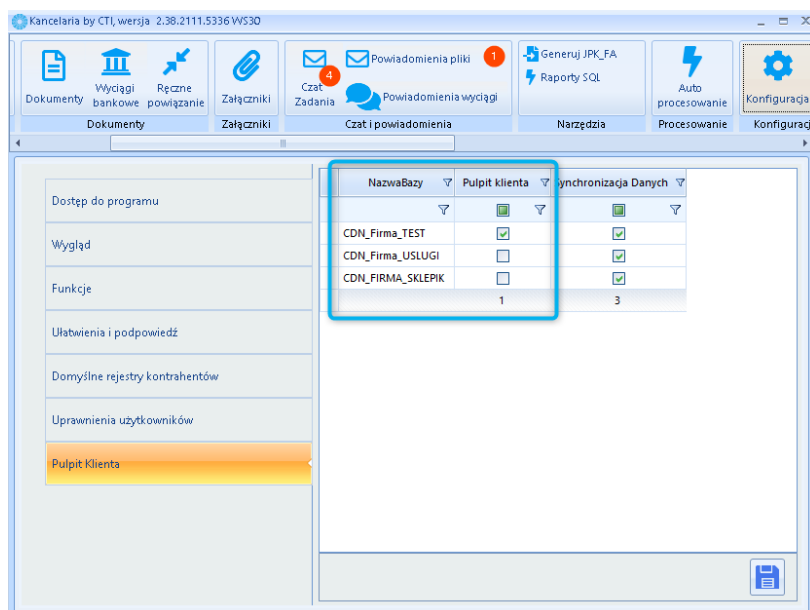 Kancelaria by CTI, wersja 2.38.2111.5336 WS30
Dokumenty
Wyciągi bankowe
Ręczne powiązanie
Załączniki
Czat
Zadania
4
Powiadomienia pliki
1
Powiadomienia wyciągi
Generuj JPK_FA
Raporty SQL
Auto procesowanie
Konfiguracja
Dokumenty
Załączniki
Czat i powiadomienia
Narzędzia
Procesowanie
Konfiguracj
Dostęp do programu
Wygląd
Funkcje
Ułatwienia i podpowiedź
Domyślne rejestry kontrahentów
Uprawnienia użytkowników
Pulpit Klienta
NazwaBazy Pulpit klienta ynchronizacja Danych
CDN_Firma_TEST
CDN_Firma_USLUGI
CDN_FIRMA_SKLEPIK
1 3